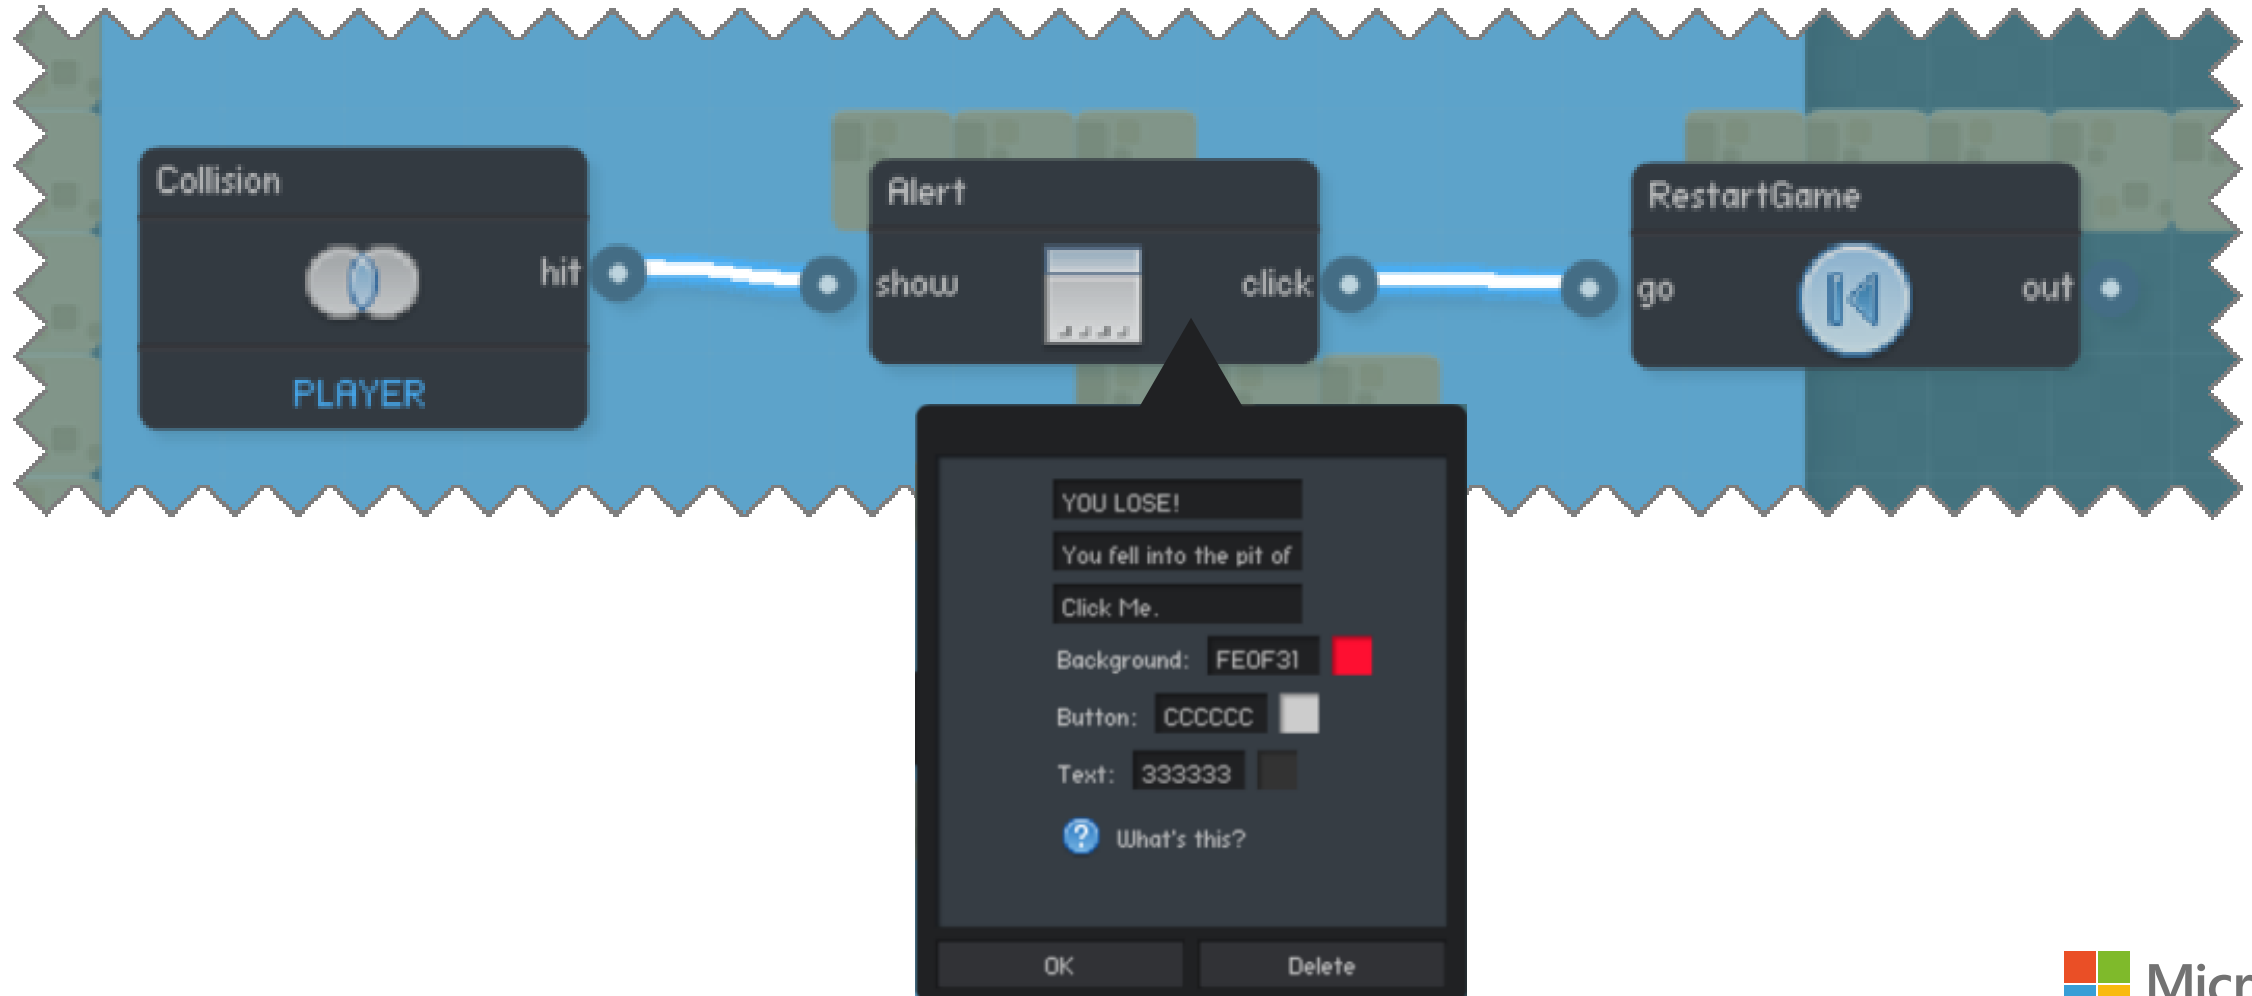 Collision
hit
PLAYER
Alert
show
click
RestartGame
go
out
YOU LOSE!
You fell into the pit of
Click Me.
Background: FE0F31
Button: CCCCCC
Text: 333333
? What's this?
OK
Delete
Micr